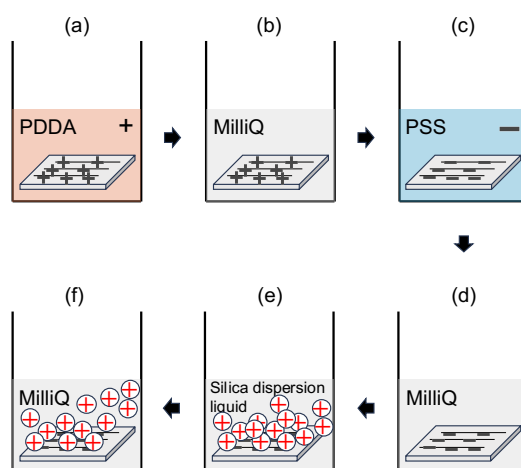 (a)
(b)
(c)
PDDA +
MilliQ
PSS −
(f)
(e)
(d)
MilliQ
Silica dispersion
liquid
MilliQ